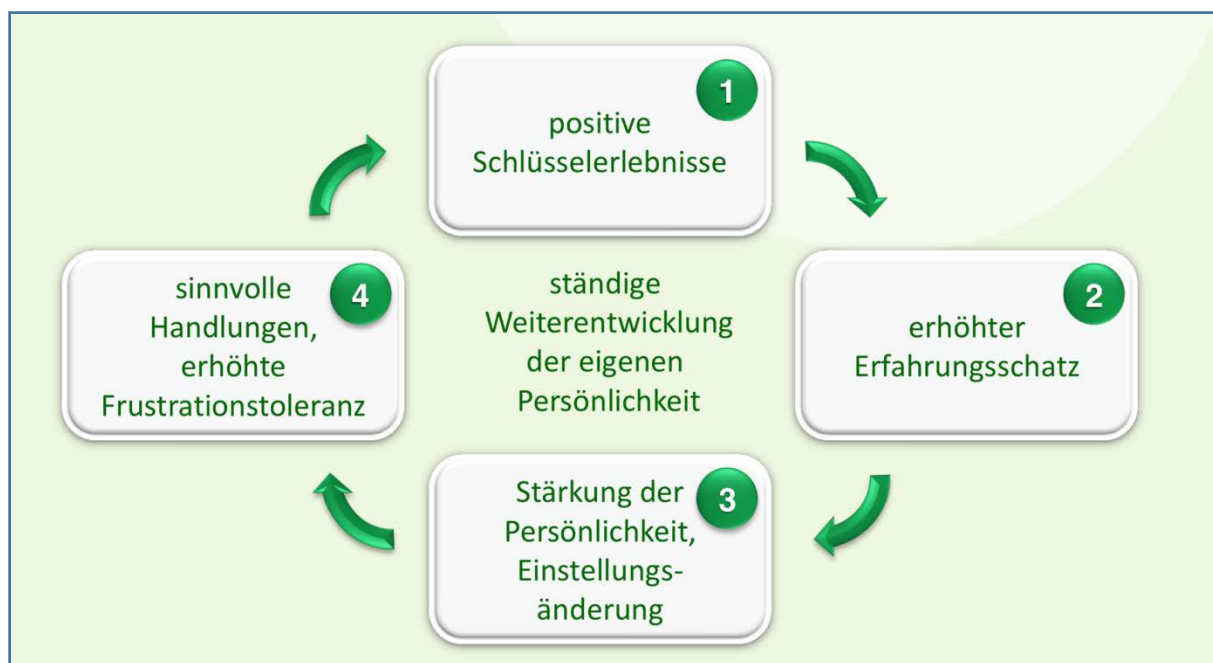 1
positive
Schlüsselerlebnisse
2
erhöhter
Erfahrungsschatz
3
Stärkung der
Persönlichkeit,
Einstellungs-
änderung
4
sinnvolle
Handlungen,
erhöhte
Frustrationstoleranz
ständige
Weiterentwicklung
der eigenen
Persönlichkeit